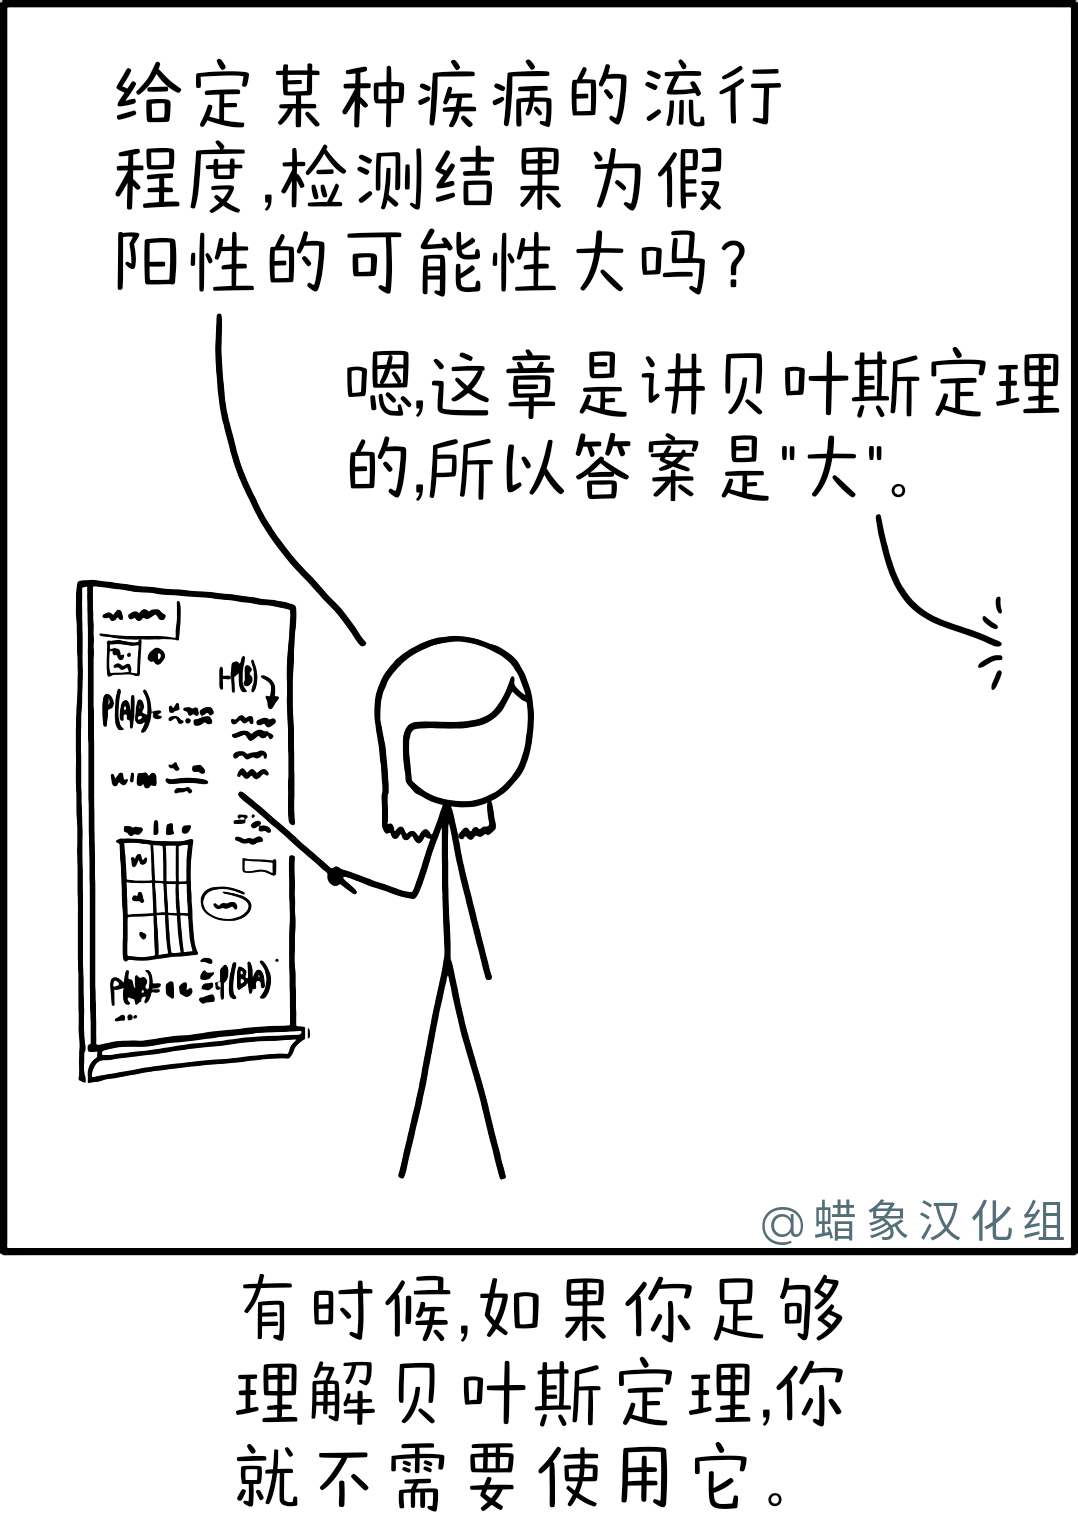 给定某种疾病的流行
程度,检测结果为假
阳性的可能性大吗?
嗯,这章是讲贝叶斯定理
的,所以答案是"大"。
P(B)
P(A|B)=
P(B|A)
@蜡象汉化组
有时候,如果你足够
理解贝叶斯定理,你
就不需要使用它。